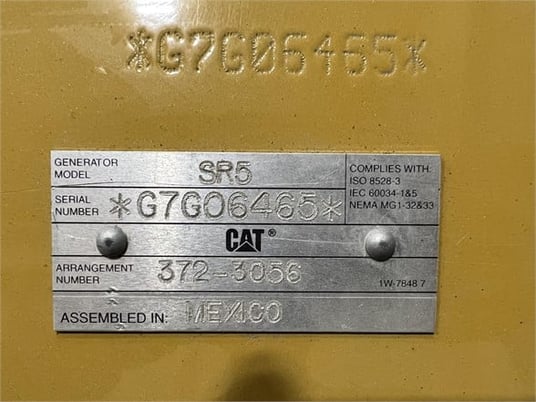 *G7G06465*
GENERATOR MODEL SR5
SERIAL NUMBER *G7G06465*
COMPLIES WITH:
ISO 8528-3
IEC 60034-1&5
NEMA MG1-32&33
CAT®
ARRANGEMENT NUMBER 372-3056
1W-7848 7
ASSEMBLED IN: MEXICO